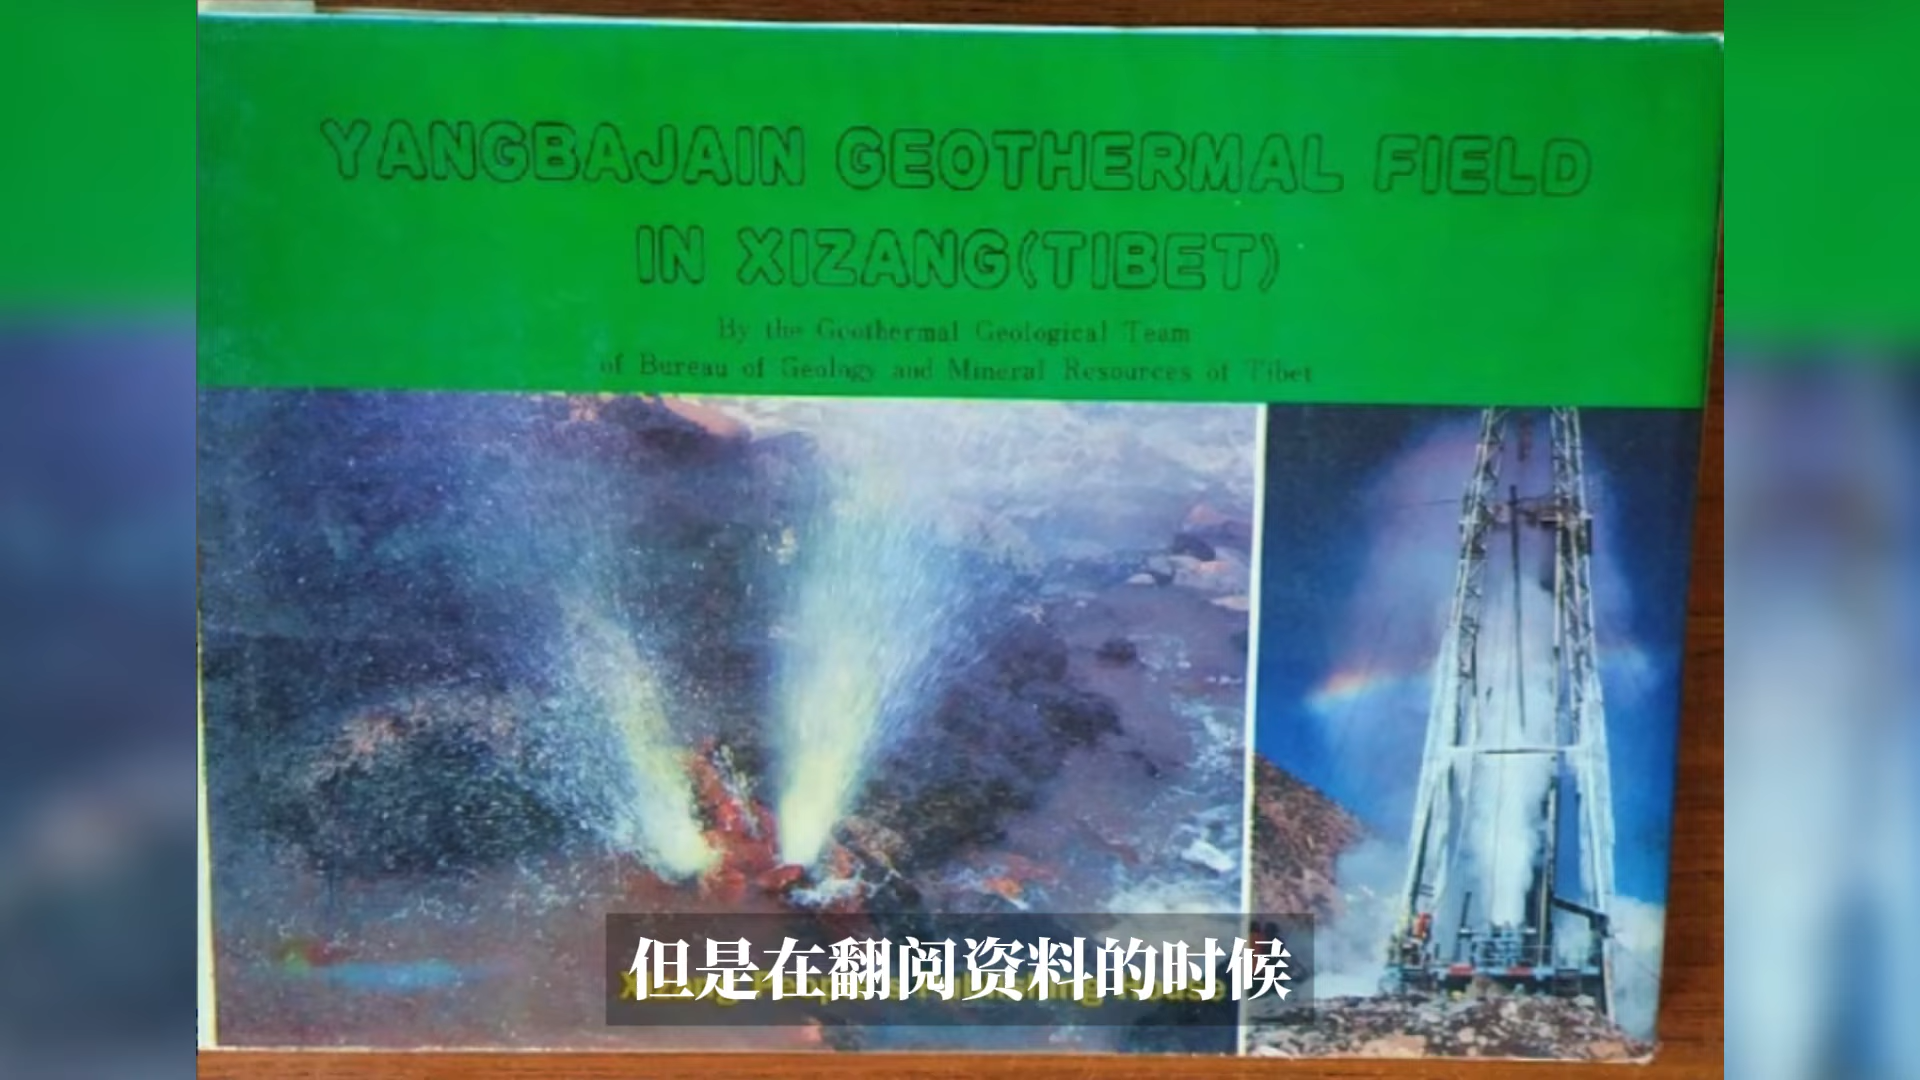 YANGBAJAIN GEOTHERMAL FIELD
IN XIZANG(TIBET)
By the Geothermal Geological Team
of Bureau of Geology and Mineral Resources of Tibet
但是在翻阅资料的时候